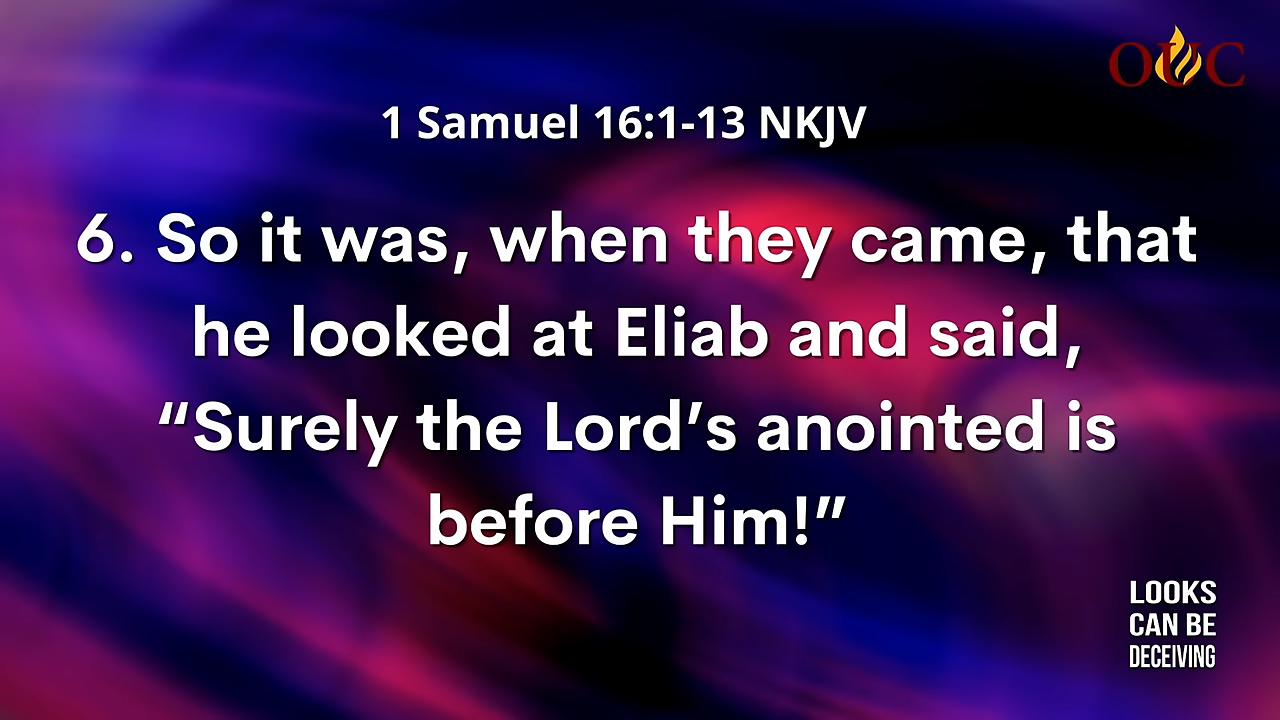 OUC
1 Samuel 16:1-13 NKJV
6. So it was, when they came, that
he looked at Eliab and said,
“Surely the Lord’s anointed is
before Him!”
LOOKS
CAN BE
DECEIVING